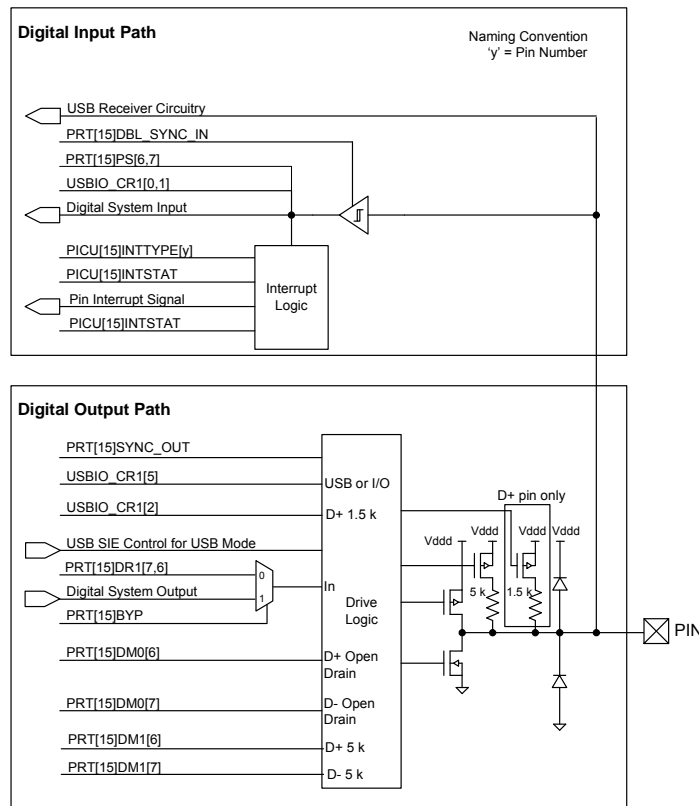 Digital Input Path
Naming Convention
'y' = Pin Number
USB Receiver Circuitry
PRT[15]DBL_SYNC_IN
PRT[15]PS[6,7]
USBIO_CR1[0,1]
Digital System Input
PICU[15]INTTYPE[y]
PICU[15]INTSTAT
Pin Interrupt Signal
PICU[15]INTSTAT
Interrupt
Logic
Digital Output Path
PRT[15]SYNC_OUT
USBIO_CR1[5]
USB or I/O
USBIO_CR1[2]
D+ 1.5 k
D+ pin only
USB SIE Control for USB Mode
Vddd
Vddd
Vddd
Vddd
PRT[15]DR1[7,6]
0
Digital System Output
1
In
5 k
1.5 k
PRT[15]BYP
Drive
Logic
PIN
PRT[15]DM0[6]
D+ Open
Drain
PRT[15]DM0[7]
D- Open
Drain
PRT[15]DM1[6]
D+ 5 k
PRT[15]DM1[7]
D- 5 k